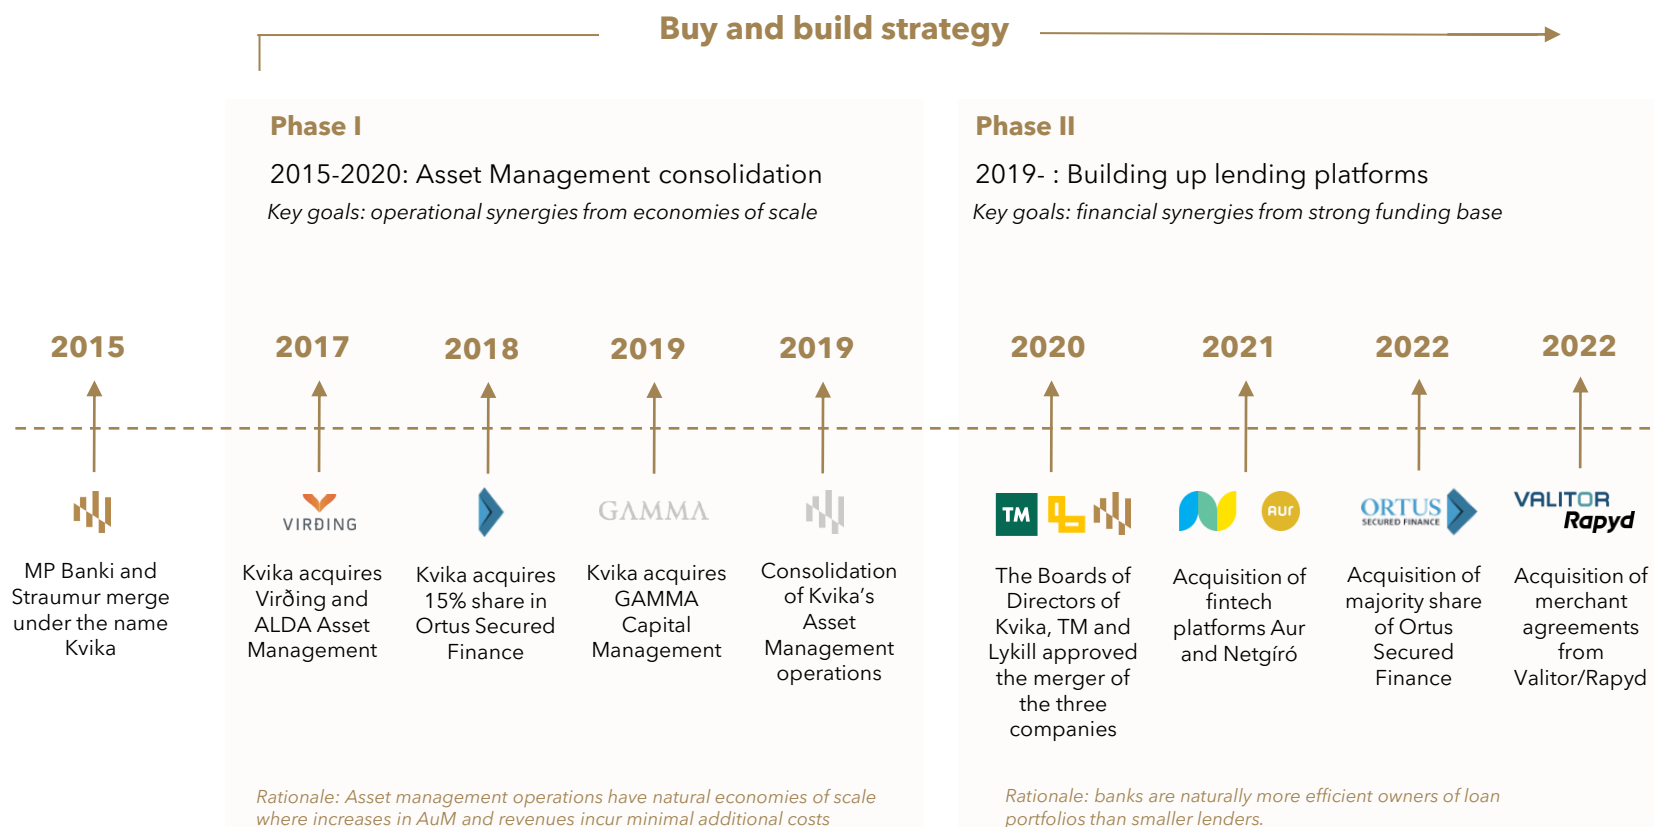 Buy and build strategy
Phase I
2015-2020: Asset Management consolidation
Key goals: operational synergies from economies of scale
Phase II
2019- : Building up lending platforms
Key goals: financial synergies from strong funding base
2015
MP Banki and
Straumur merge
under the name
Kvika
2017
VIRÐING
Kvika acquires
Virðing and
ALDA Asset
Management
2018
Kvika acquires
15% share in
Ortus Secured
Finance
2019
GAMMA
Kvika acquires
GAMMA
Capital
Management
2019
Consolidation
of Kvika’s
Asset
Management
operations
2020
TM
The Boards of
Directors of
Kvika, TM and
Lykill approved
the merger of
the three
companies
2021
Aur
Acquisition of
fintech
platforms Aur
and Netgíró
2022
ORTUS
SECURED FINANCE
Acquisition of
majority share
of Ortus
Secured
Finance
2022
VALITOR
Rapyd
Acquisition of
merchant
agreements
from
Valitor/Rapyd
Rationale: Asset management operations have natural economies of scale
where increases in AuM and revenues incur minimal additional costs
Rationale: banks are naturally more efficient owners of loan
portfolios than smaller lenders.